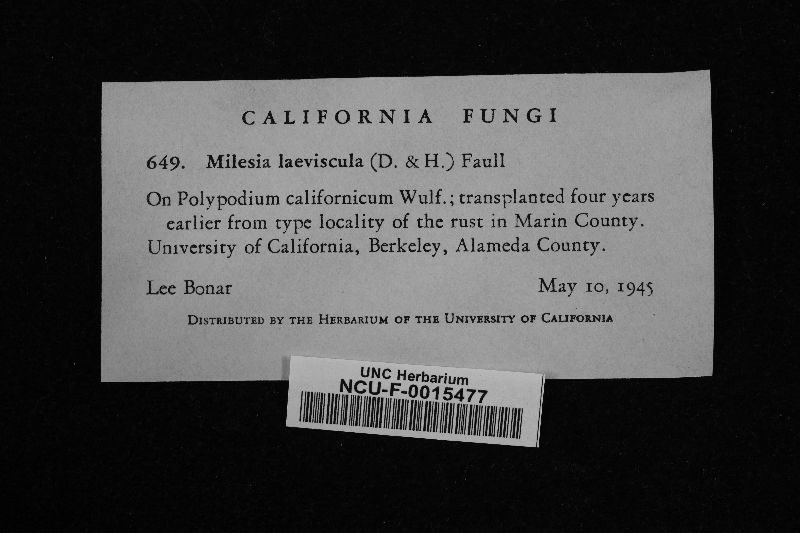 CALIFORNIA FUNGI
649. Milesia laeviscula (D. & H.) Faull
On Polypodium californicum Wulf.; transplanted four years
earlier from type locality of the rust in Marin County.
University of California, Berkeley, Alameda County.
Lee Bonar May 10, 1945
DISTRIBUTED BY THE HERBARIUM OF THE UNIVERSITY OF CALIFORNIA
UNC Herbarium
NCU-F-0015477